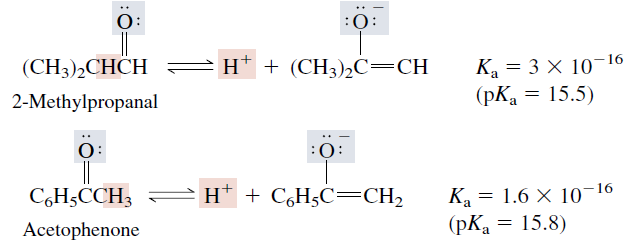 Ö: :Ö:⁻
(CH₃)₂CHCH ⇌ H⁺ + (CH₃)₂C=CH Kₐ = 3 × 10⁻¹⁶
2-Methylpropanal (pKₐ = 15.5)
Ö: :Ö:⁻
C₆H₅CCH₃ ⇌ H⁺ + C₆H₅C=CH₂ Kₐ = 1.6 × 10⁻¹⁶
Acetophenone (pKₐ = 15.8)